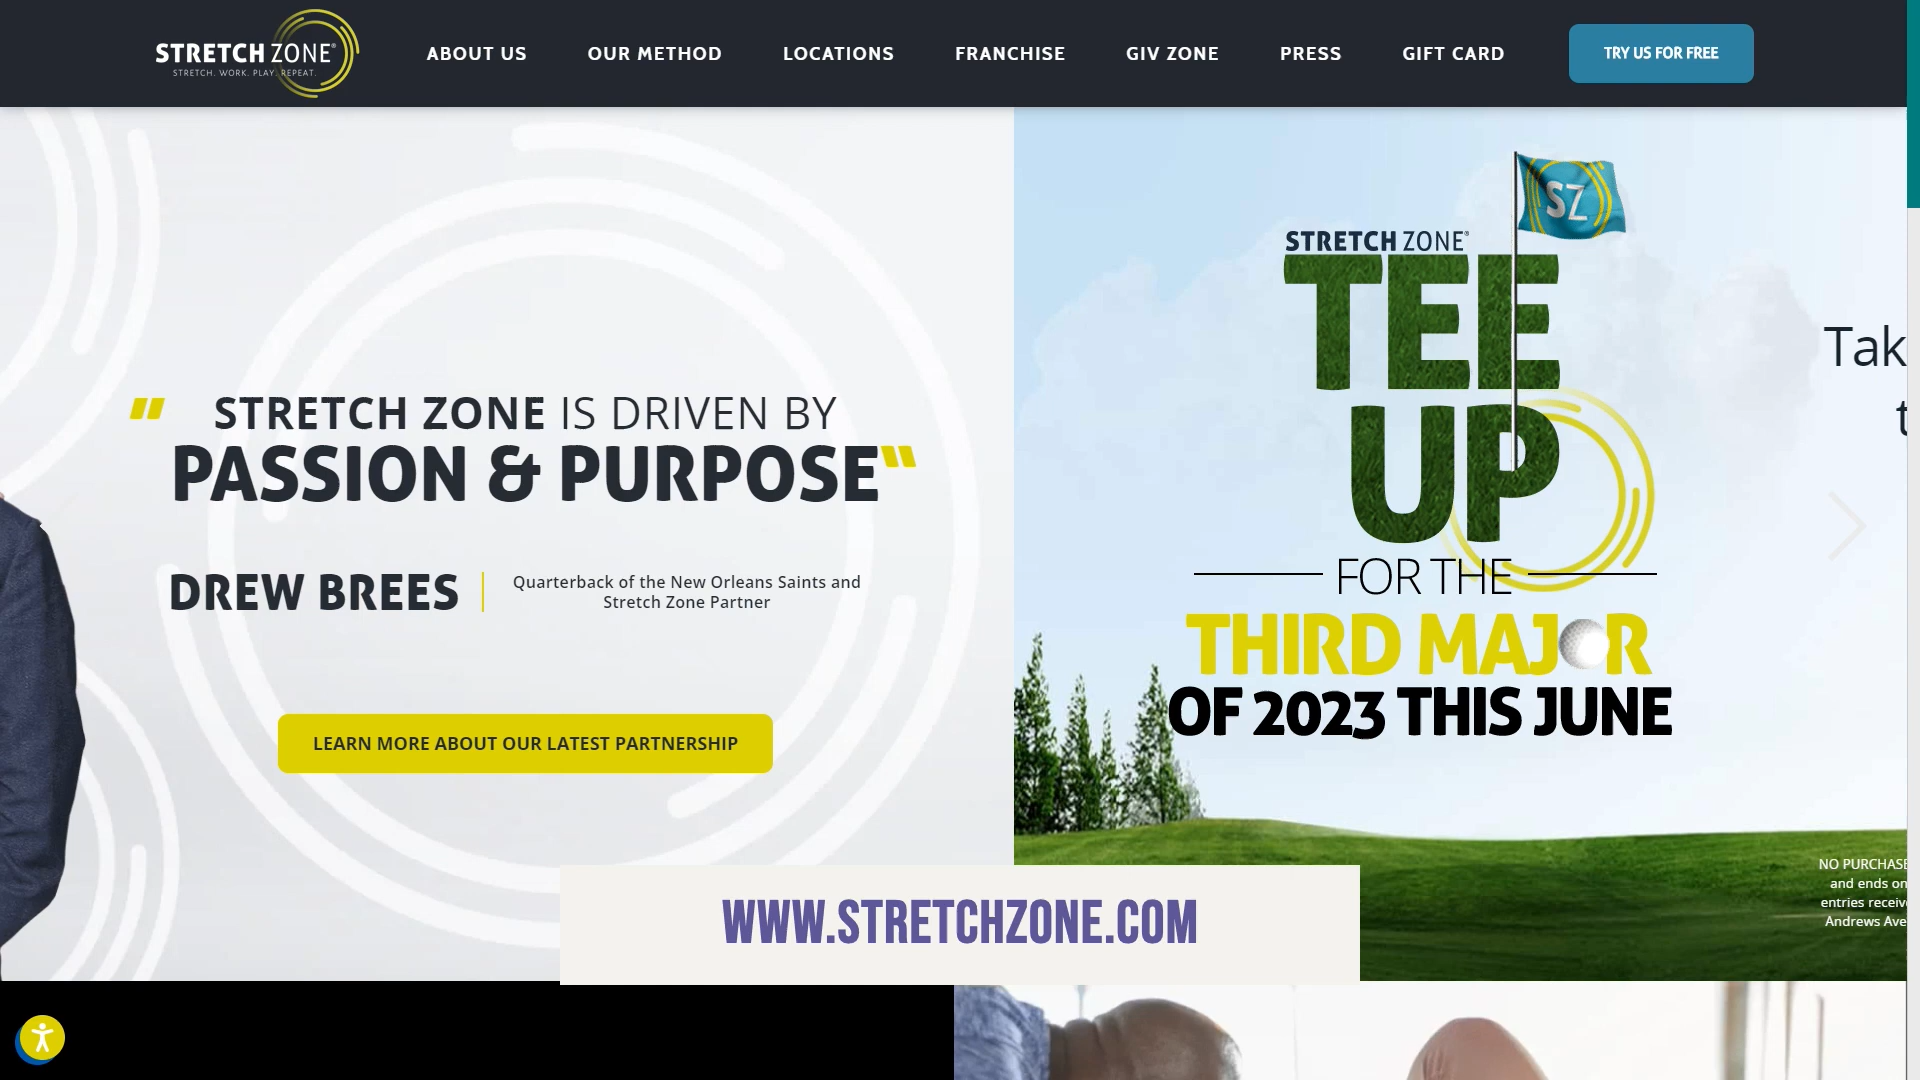 STRETCH ZONE®
STRETCH. WORK. PLAY. REPEAT.
ABOUT US
OUR METHOD
LOCATIONS
FRANCHISE
GIV ZONE
PRESS
GIFT CARD
TRY US FOR FREE
"STRETCH ZONE IS DRIVEN BY
PASSION & PURPOSE"
DREW BREES
Quarterback of the New Orleans Saints and
Stretch Zone Partner
LEARN MORE ABOUT OUR LATEST PARTNERSHIP
SZ
STRETCH ZONE®
TEE
UP
FOR THE
THIRD MAJOR
OF 2023 THIS JUNE
Tak
t
NO PURCHASE
and ends on
entries receiv
Andrews Ave
WWW.STRETCHZONE.COM